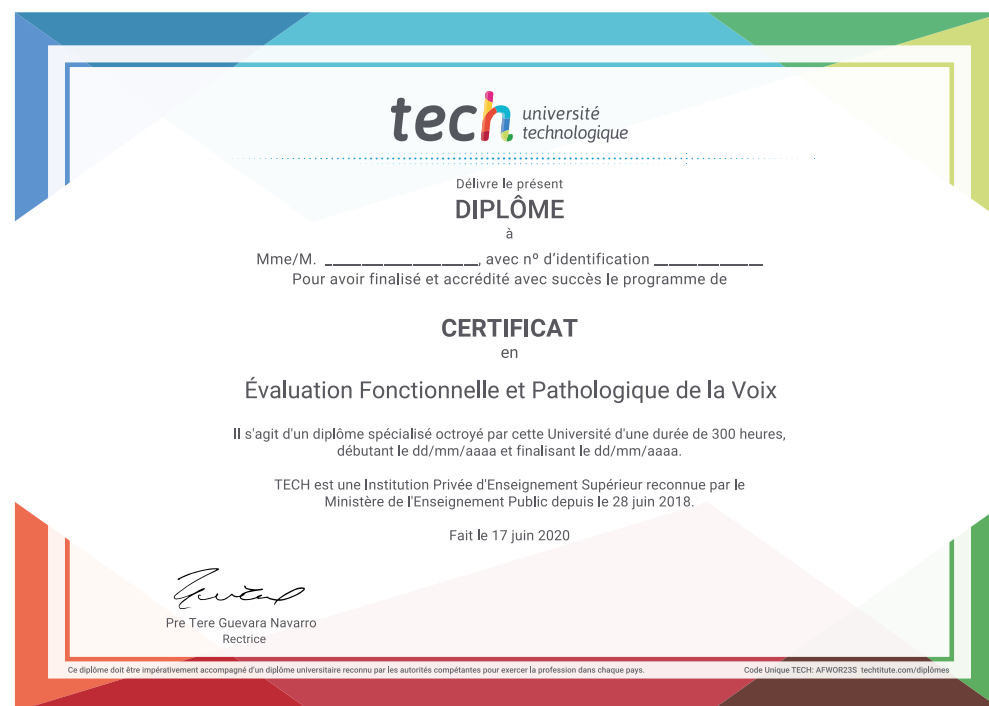 tech université
technologique
Délivre le présent
DIPLÔME
à
Mme/M. ____________________, avec nº d'identification ______________
Pour avoir finalisé et accrédité avec succès le programme de
CERTIFICAT
en
Évaluation Fonctionnelle et Pathologique de la Voix
Il s'agit d'un diplôme spécialisé octroyé par cette Université d'une durée de 300 heures,
débutant le dd/mm/aaaa et finalisant le dd/mm/aaaa.
TECH est une Institution Privée d'Enseignement Supérieur reconnue par le
Ministère de l'Enseignement Public depuis le 28 juin 2018.
Fait le 17 juin 2020
Pre Tere Guevara Navarro
Rectrice
Ce diplôme doit être impérativement accompagné d'un diplôme universitaire reconnu par les autorités compétentes pour exercer la profession dans chaque pays.
Code Unique TECH: AFWOR23S techtitute.com/diplômes